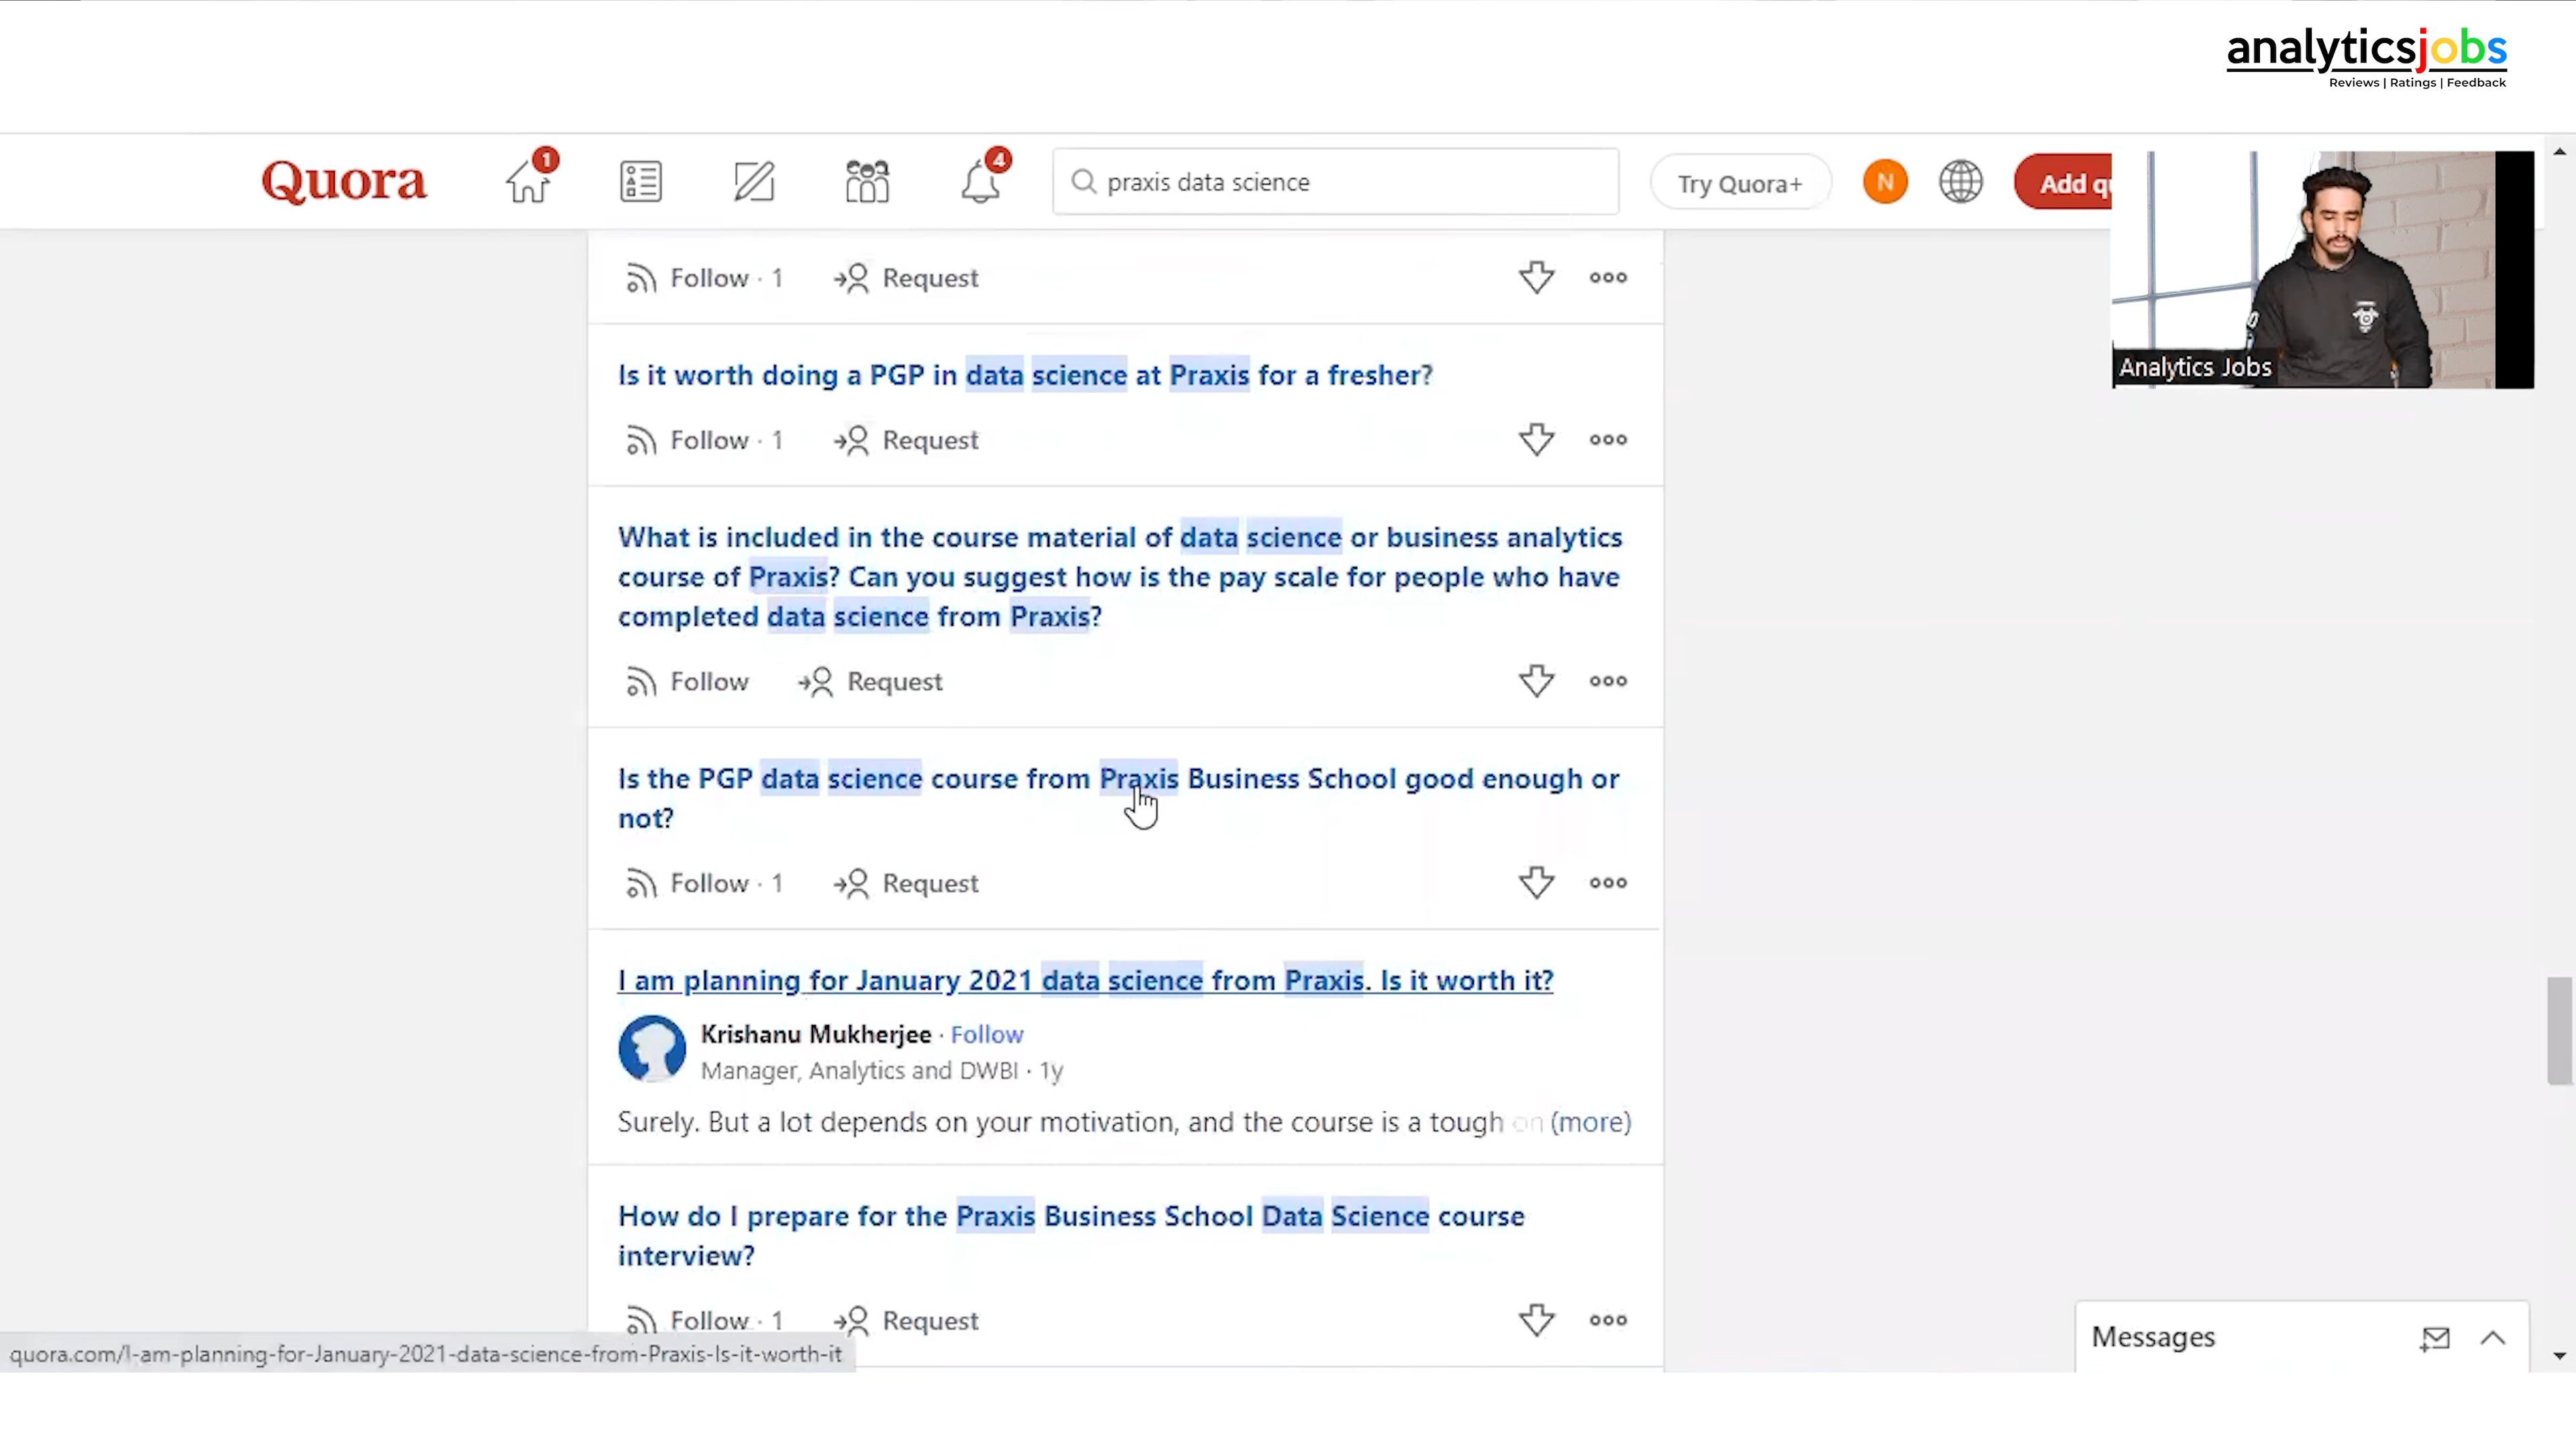 analyticsjobs
Reviews | Ratings | Feedback
Quora
1
4
praxis data science
Try Quora+
N
Add qu
Analytics Jobs
Follow · 1
Request
Is it worth doing a PGP in data science at Praxis for a fresher?
Follow · 1
Request
What is included in the course material of data science or business analytics
course of Praxis? Can you suggest how is the pay scale for people who have
completed data science from Praxis?
Follow
Request
Is the PGP data science course from Praxis Business School good enough or
not?
Follow · 1
Request
I am planning for January 2021 data science from Praxis. Is it worth it?
Krishanu Mukherjee · Follow
Manager, Analytics and DWBI · 1y
Surely. But a lot depends on your motivation, and the course is a tough on (more)
How do I prepare for the Praxis Business School Data Science course
interview?
Follow · 1
Request
quora.com/I-am-planning-for-January-2021-data-science-from-Praxis-Is-it-worth-it
Messages